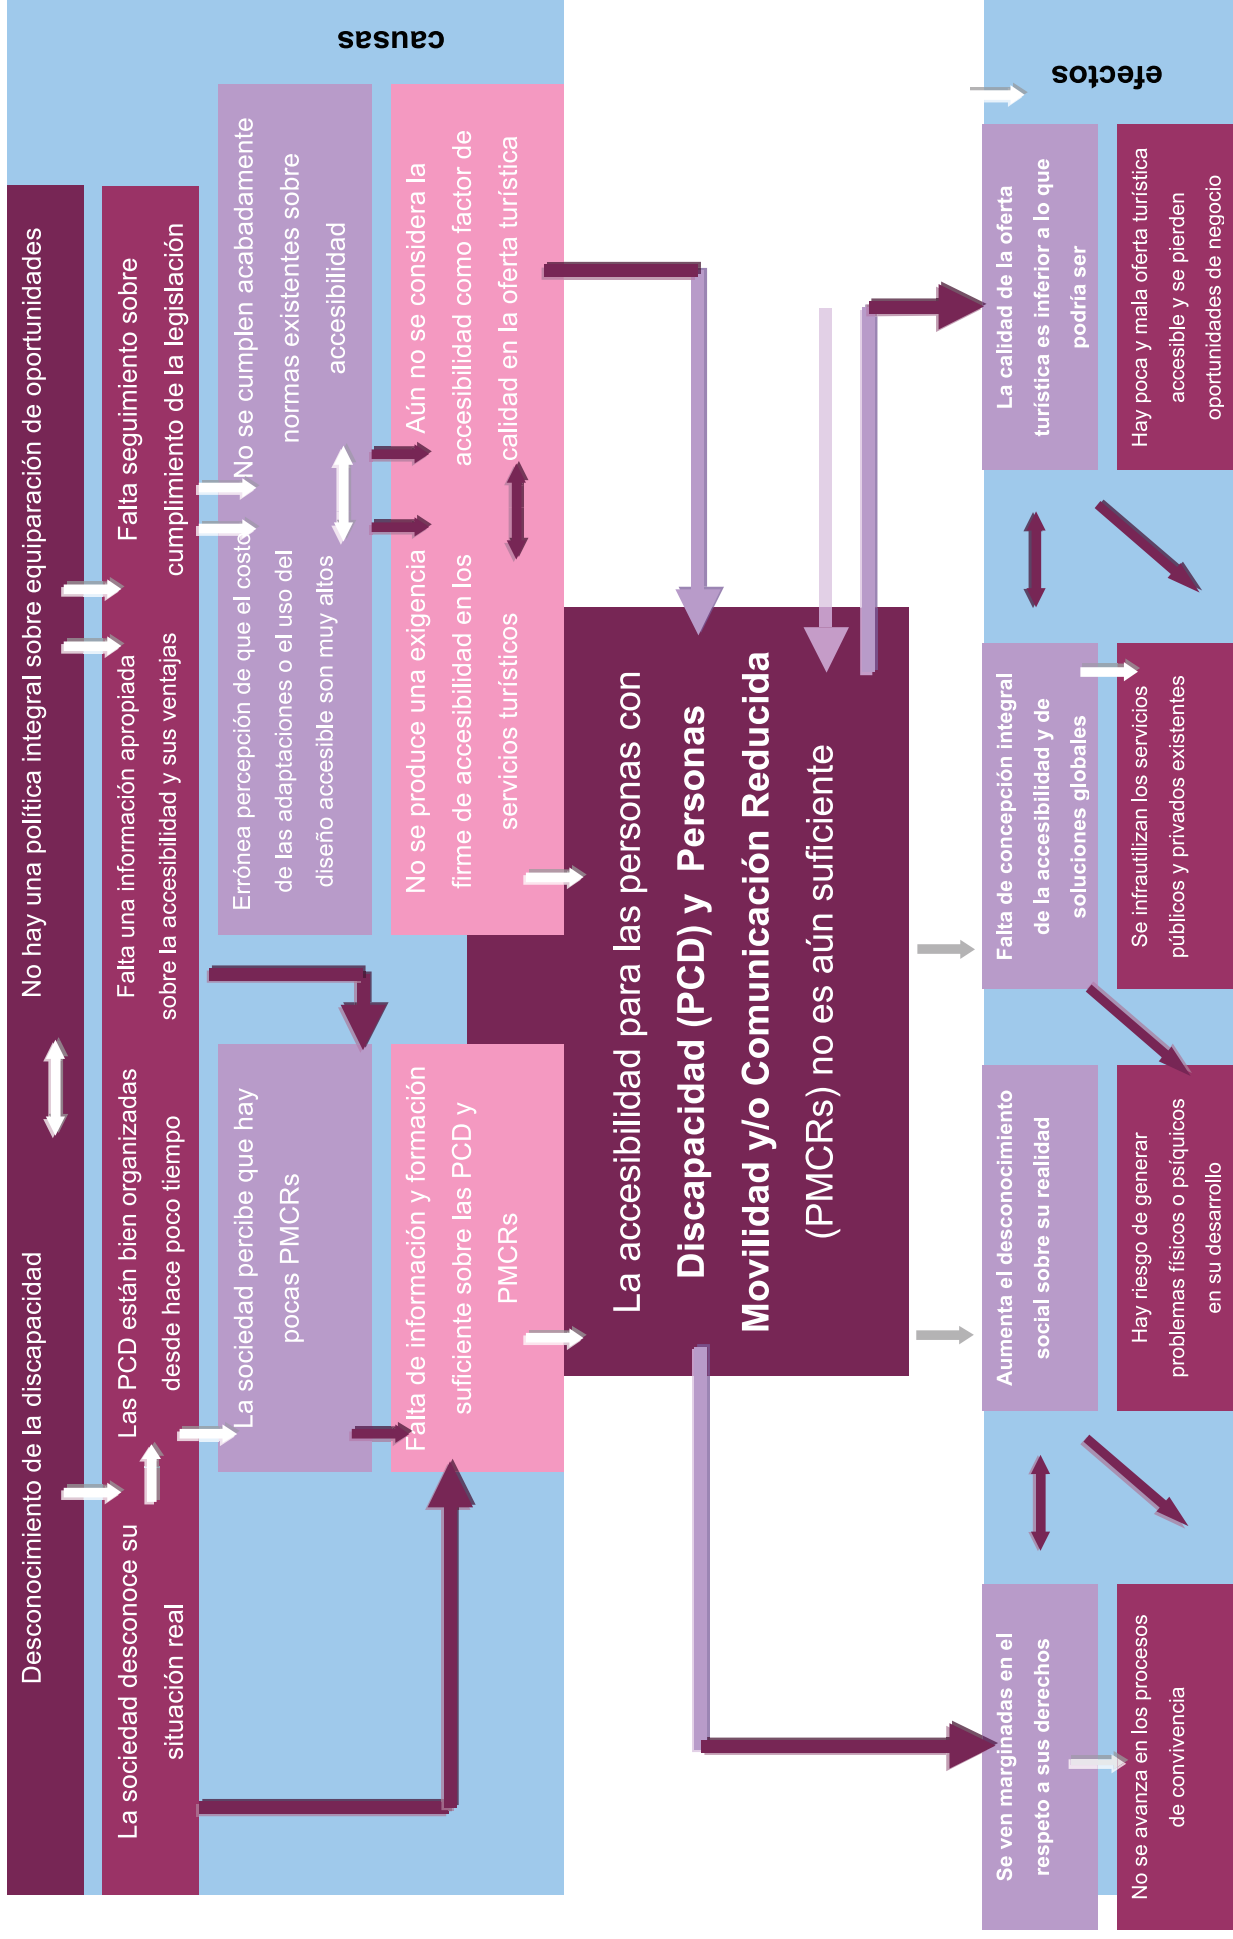 causas
Desconocimiento de la discapacidad
No hay una política integral sobre equiparación de oportunidades
La sociedad desconoce su
situación real
Las PCD están bien organizadas
desde hace poco tiempo
Falta una información apropiada
sobre la accesibilidad y sus ventajas
Falta seguimiento sobre
cumplimiento de la legislación
La sociedad percibe que hay
pocas PMCRs
Errónea percepción de que el costo
de las adaptaciones o el uso del
diseño accesible son muy altos
No se cumplen acabadamente
normas existentes sobre
accesibilidad
Falta de información y formación
suficiente sobre las PCD y
PMCRs
No se produce una exigencia
firme de accesibilidad en los
servicios turísticos
Aún no se considera la
accesibilidad como factor de
calidad en la oferta turística
La accesibilidad para las personas con
Discapacidad (PCD) y Personas
Movilidad y/o Comunicación Reducida
(PMCRs) no es aún suficiente
efectos
Se ven marginadas en el
respeto a sus derechos
Aumenta el desconocimiento
social sobre su realidad
Falta de concepción integral
de la accesibilidad y de
soluciones globales
La calidad de la oferta
turística es inferior a lo que
podría ser
No se avanza en los procesos
de convivencia
Hay riesgo de generar
problemas físicos o psíquicos
en su desarrollo
Se infrautilizan los servicios
públicos y privados existentes
Hay poca y mala oferta turística
accesible y se pierden
oportunidades de negocio